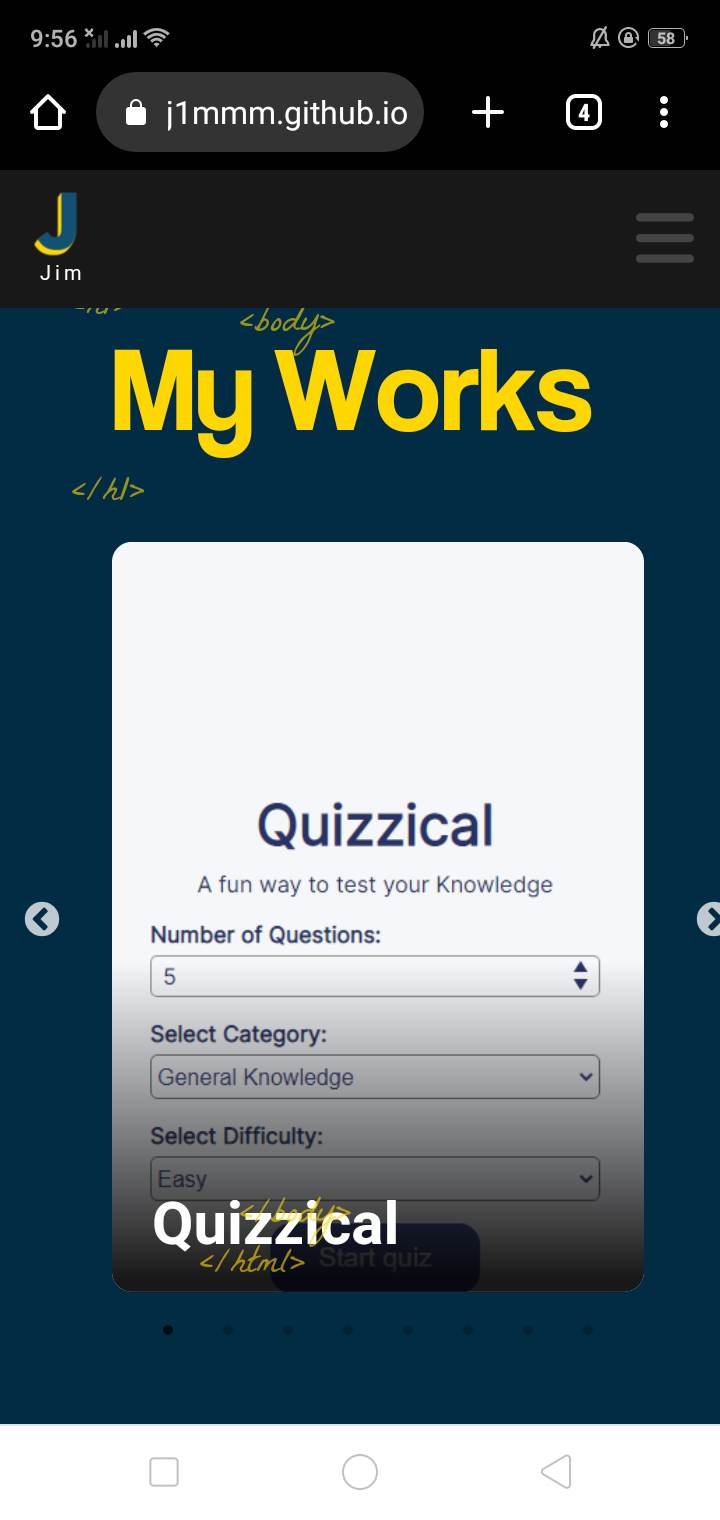 9:56
58
j1mmm.github.io
4
J
Jim
<body>
My Works
</h1>
Quizzical
A fun way to test your Knowledge
Number of Questions:
5
Select Category:
General Knowledge
Select Difficulty:
Easy
</body>
Quizzical
</html>
Start quiz